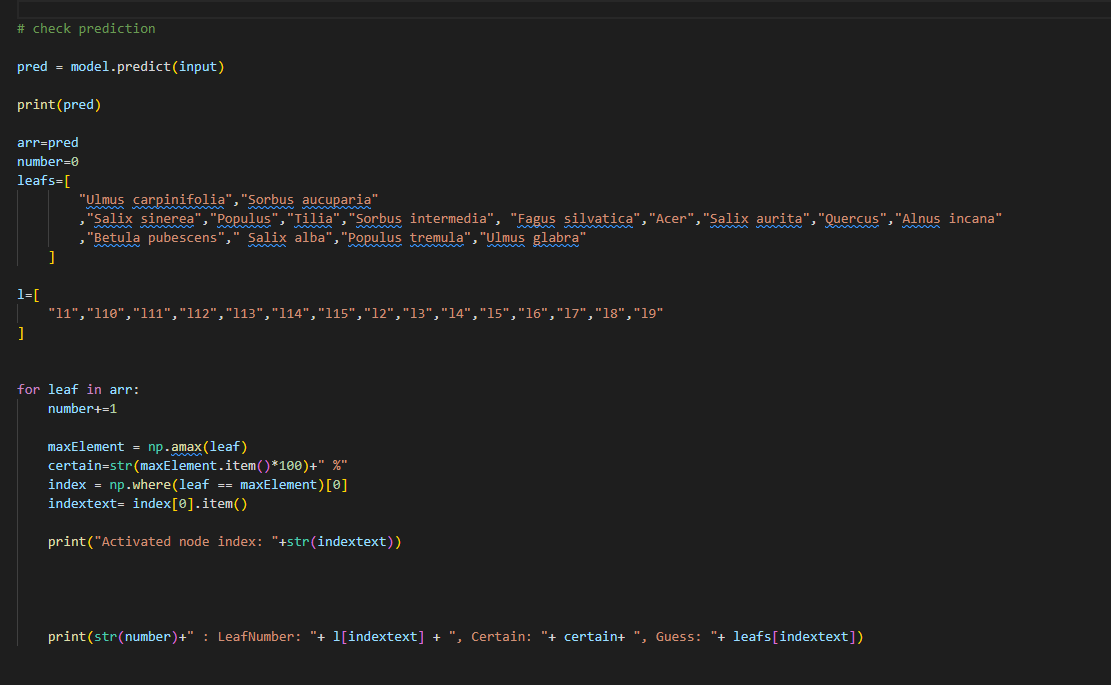 # check prediction
pred = model.predict(input)
print(pred)
arr=pred
number=0
leafs=[
"Ulmus carpinifolia","Sorbus aucuparia"
,"Salix sinerea","Populus","Tilia","Sorbus intermedia", "Fagus silvatica","Acer","Salix aurita","Quercus","Alnus incana"
,"Betula pubescens"," Salix alba","Populus tremula","Ulmus glabra"
]
l=[
"l1","l10","l11","l12","l13","l14","l15","l2","l3","l4","l5","l6","l7","l8","l9"
]
for leaf in arr:
number+=1
maxElement = np.amax(leaf)
certain=str(maxElement.item()*100)+" %"
index = np.where(leaf == maxElement)[0]
indextext= index[0].item()
print("Activated node index: "+str(indextext))
print(str(number)+" : LeafNumber: "+ l[indextext] + ", Certain: "+ certain+ ", Guess: "+ leafs[indextext])